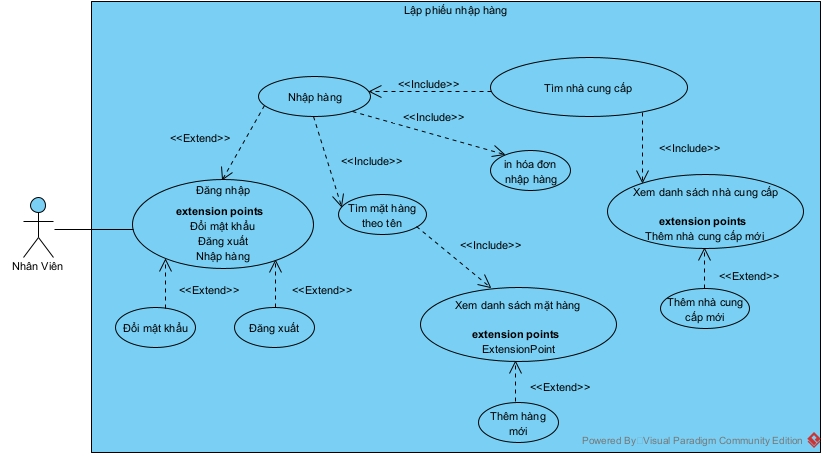 Lập phiếu nhập hàng
<<Include>>
Tìm nhà cung cấp
Nhập hàng
<<Include>>
<<Extend>>
<<Include>>
<<Include>>
in hóa đơn
nhập hàng
Đăng nhập
extension points
Đổi mật khẩu
Đăng xuất
Nhập hàng
Tìm mặt hàng
theo tên
Xem danh sách nhà cung cấp
extension points
Thêm nhà cung cấp mới
<<Include>>
Nhân Viên
<<Extend>>
<<Extend>>
<<Extend>>
Đổi mật khẩu
Đăng xuất
Xem danh sách mặt hàng
extension points
ExtensionPoint
Thêm nhà cung
cấp mới
<<Extend>>
Thêm hàng
mới
Powered By Visual Paradigm Community Edition